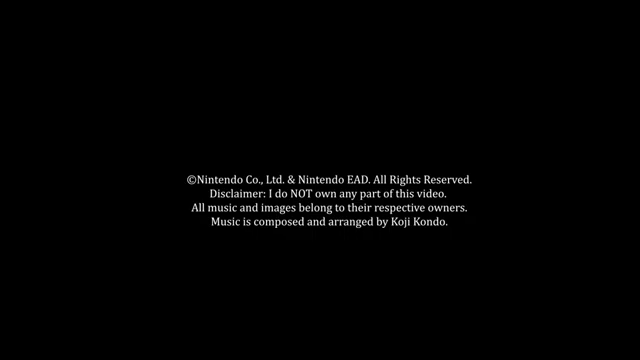 ©Nintendo Co., Ltd. & Nintendo EAD. All Rights Reserved.
Disclaimer: I do NOT own any part of this video.
All music and images belong to their respective owners.
Music is composed and arranged by Koji Kondo.